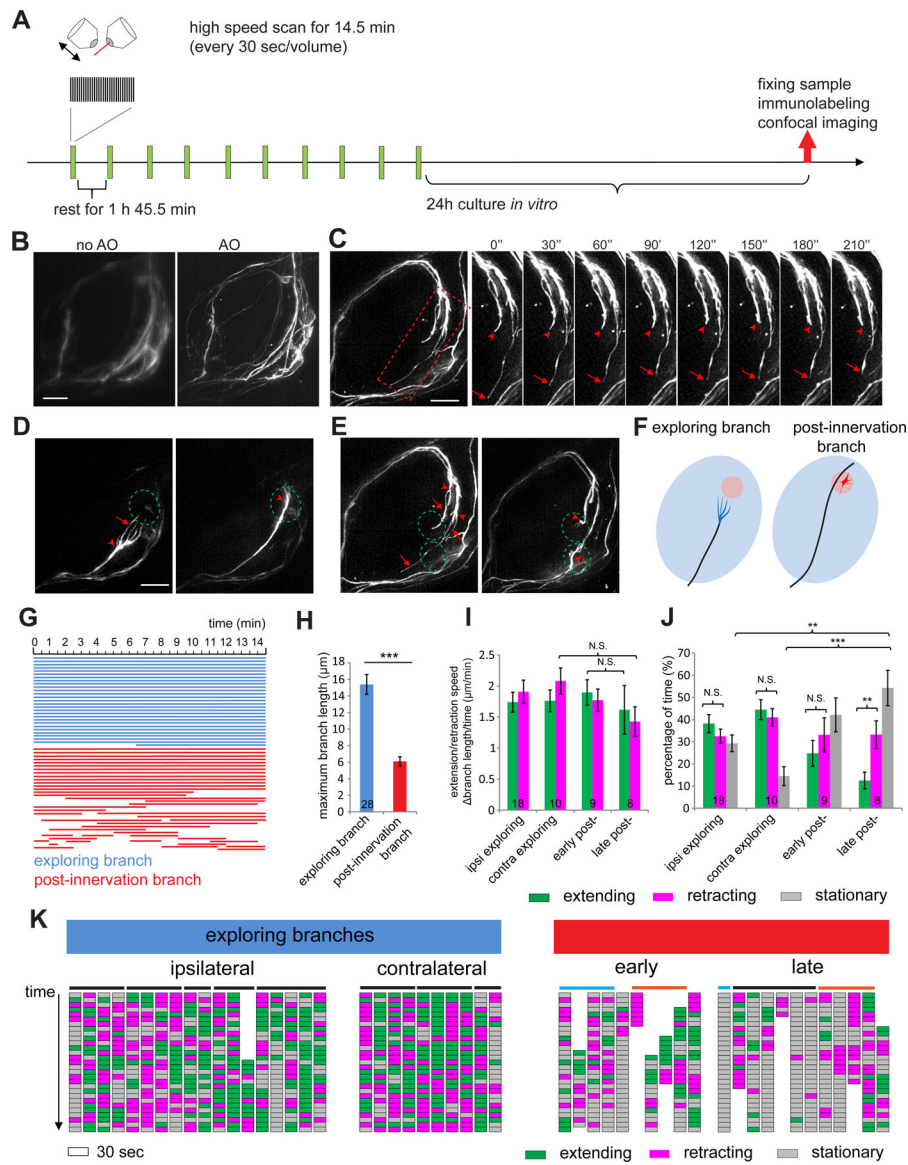 A
high speed scan for 14.5 min
(every 30 sec/volume)
fixing sample
immunolabeling
confocal imaging
rest for 1 h 45.5 min
24h culture in vitro
B
no AO
AO
C
0"
30"
60"
90'
120"
150"
180"
210"
D
E
F
exploring branch
post-innervation
branch
G
time (min)
0 1 2 3 4 5 6 7 8 9 10 11 12 13 14
exploring branch
post-innervation branch
H
maximum branch length (µm)
18
16
14
12
10
8
6
4
2
0
***
28
exploring branch
post-innervation
branch
I
extension/retraction speed
Δbranch length/time (µm/min)
2.5
2
1.5
1
0.5
0
N.S.
N.S.
18
10
9
8
ipsi exploring
contra exploring
early post-
late post-
J
percentage of time (%)
70
60
50
40
30
20
10
0
**
***
N.S.
N.S.
N.S.
**
18
10
9
8
ipsi exploring
contra exploring
early post-
late post-
extending
retracting
stationary
K
exploring branches
ipsilateral
contralateral
early
late
time
30 sec
extending
retracting
stationary